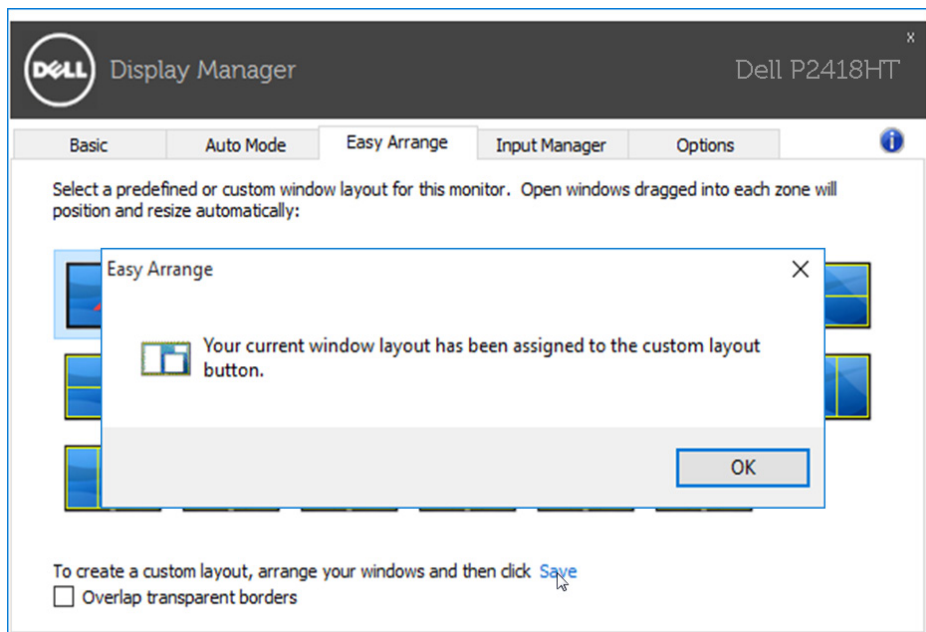 x
DELL Display Manager Dell P2418HT
Basic Auto Mode Easy Arrange Input Manager Options
Select a predefined or custom window layout for this monitor. Open windows dragged into each zone will
position and resize automatically:
Easy Arrange
Your current window layout has been assigned to the custom layout
button.
OK
To create a custom layout, arrange your windows and then click Save
Overlap transparent borders